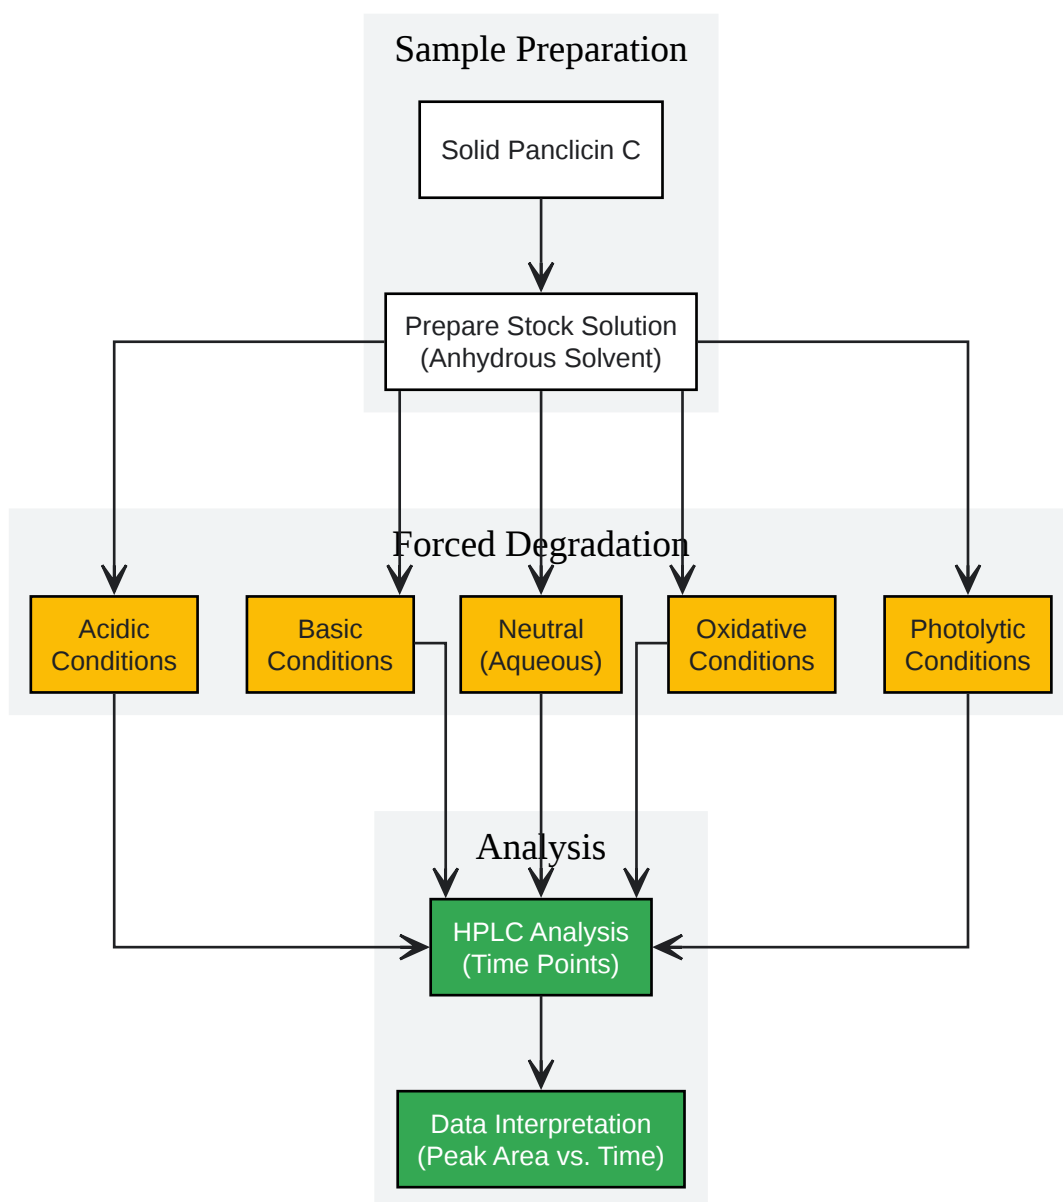 Sample Preparation
Solid Panclicin C
Prepare Stock Solution
(Anhydrous Solvent)
Forced Degradation
Acidic
Conditions
Basic
Conditions
Neutral
(Aqueous)
Oxidative
Conditions
Photolytic
Conditions
Analysis
HPLC Analysis
(Time Points)
Data Interpretation
(Peak Area vs. Time)